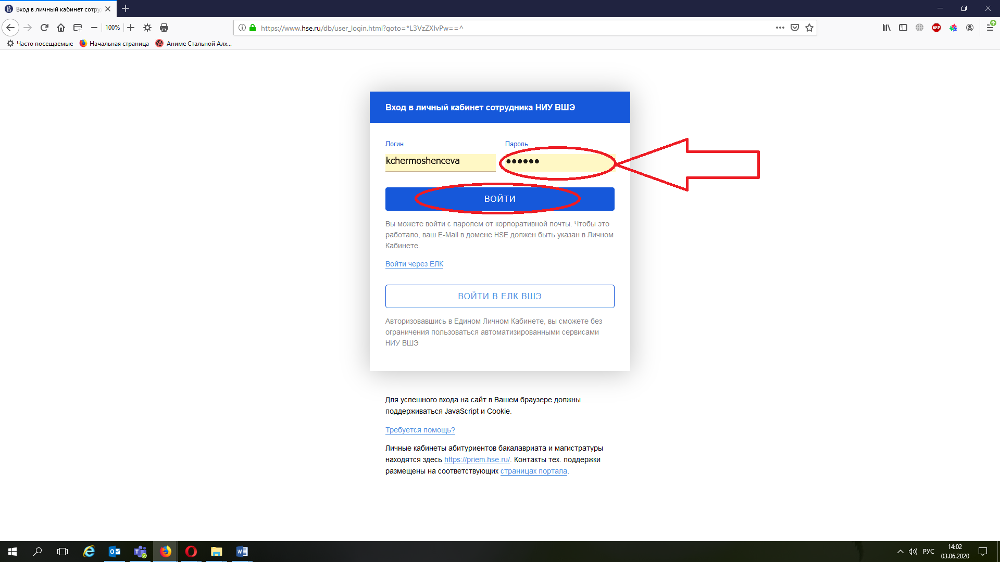 Вход в личный кабинет сотру
100%
https://www.hse.ru/db/user_login.html?goto=*L3VzZXIvPw==^
ABP
Часто посещаемые
Начальная страница
Аниме Стальной Алх...
Вход в личный кабинет сотрудника НИУ ВШЭ
Логин
Пароль
kchermoshenceva
●●●●●●
ВОЙТИ
Вы можете войти с паролем от корпоративной почты. Чтобы это
работало, ваш E-Mail в домене HSE должен быть указан в Личном
Кабинете.
Войти через ЕЛК
ВОЙТИ В ЕЛК ВШЭ
Авторизовавшись в Едином Личном Кабинете, вы сможете без
ограничения пользоваться автоматизированными сервисами
НИУ ВШЭ
Для успешного входа на сайт в Вашем браузере должны
поддерживаться JavaScript и Cookie.
Требуется помощь?
Личные кабинеты абитуриентов бакалавриата и магистратуры
находятся здесь https://priem.hse.ru/. Контакты тех. поддержки
размещены на соответствующих страницах портала.
РУС
14:02
03.06.2020